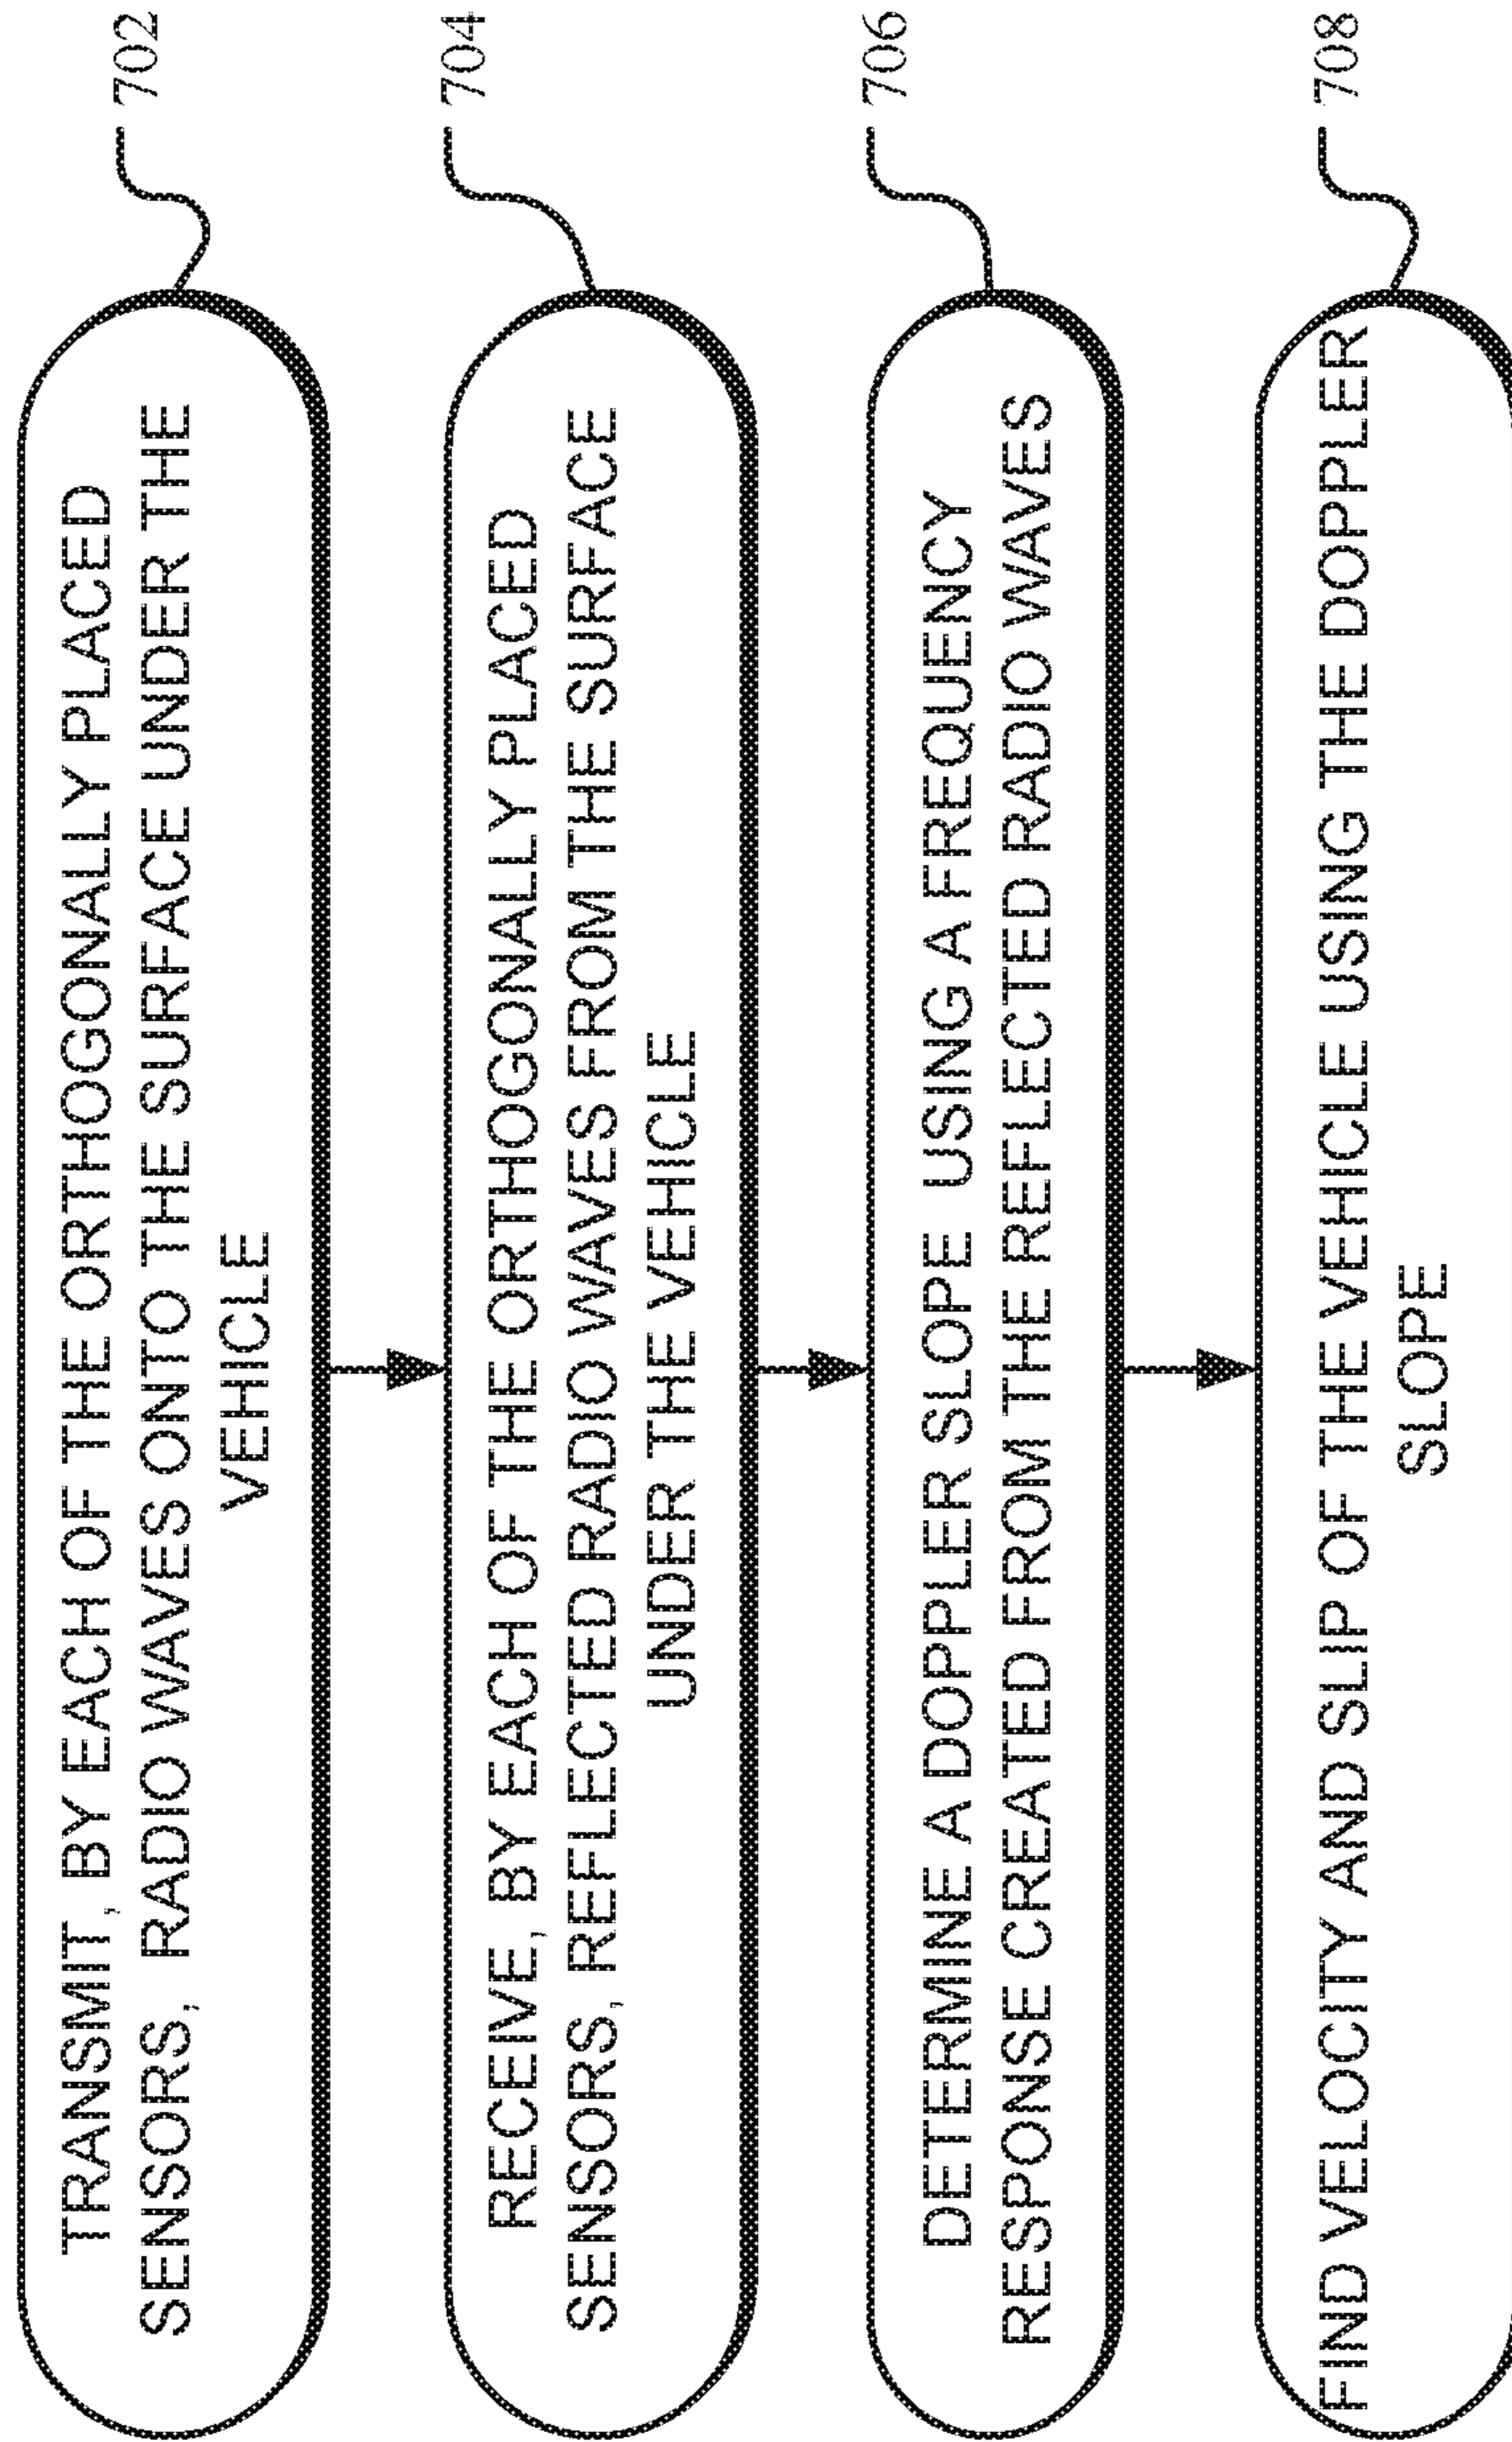 TRANSMIT, BY EACH OF THE ORTHOGONALLY PLACED
SENSORS, RADIO WAVES ONTO THE SURFACE UNDER THE
VEHICLE
702
RECEIVE, BY EACH OF THE ORTHOGONALLY PLACED
SENSORS, REFLECTED RADIO WAVES FROM THE SURFACE
UNDER THE VEHICLE
704
DETERMINE A DOPPLER SLOPE USING A FREQUENCY
RESPONSE CREATED FROM THE REFLECTED RADIO WAVES
706
FIND VELOCITY AND SLIP OF THE VEHICLE USING THE DOPPLER
SLOPE
708